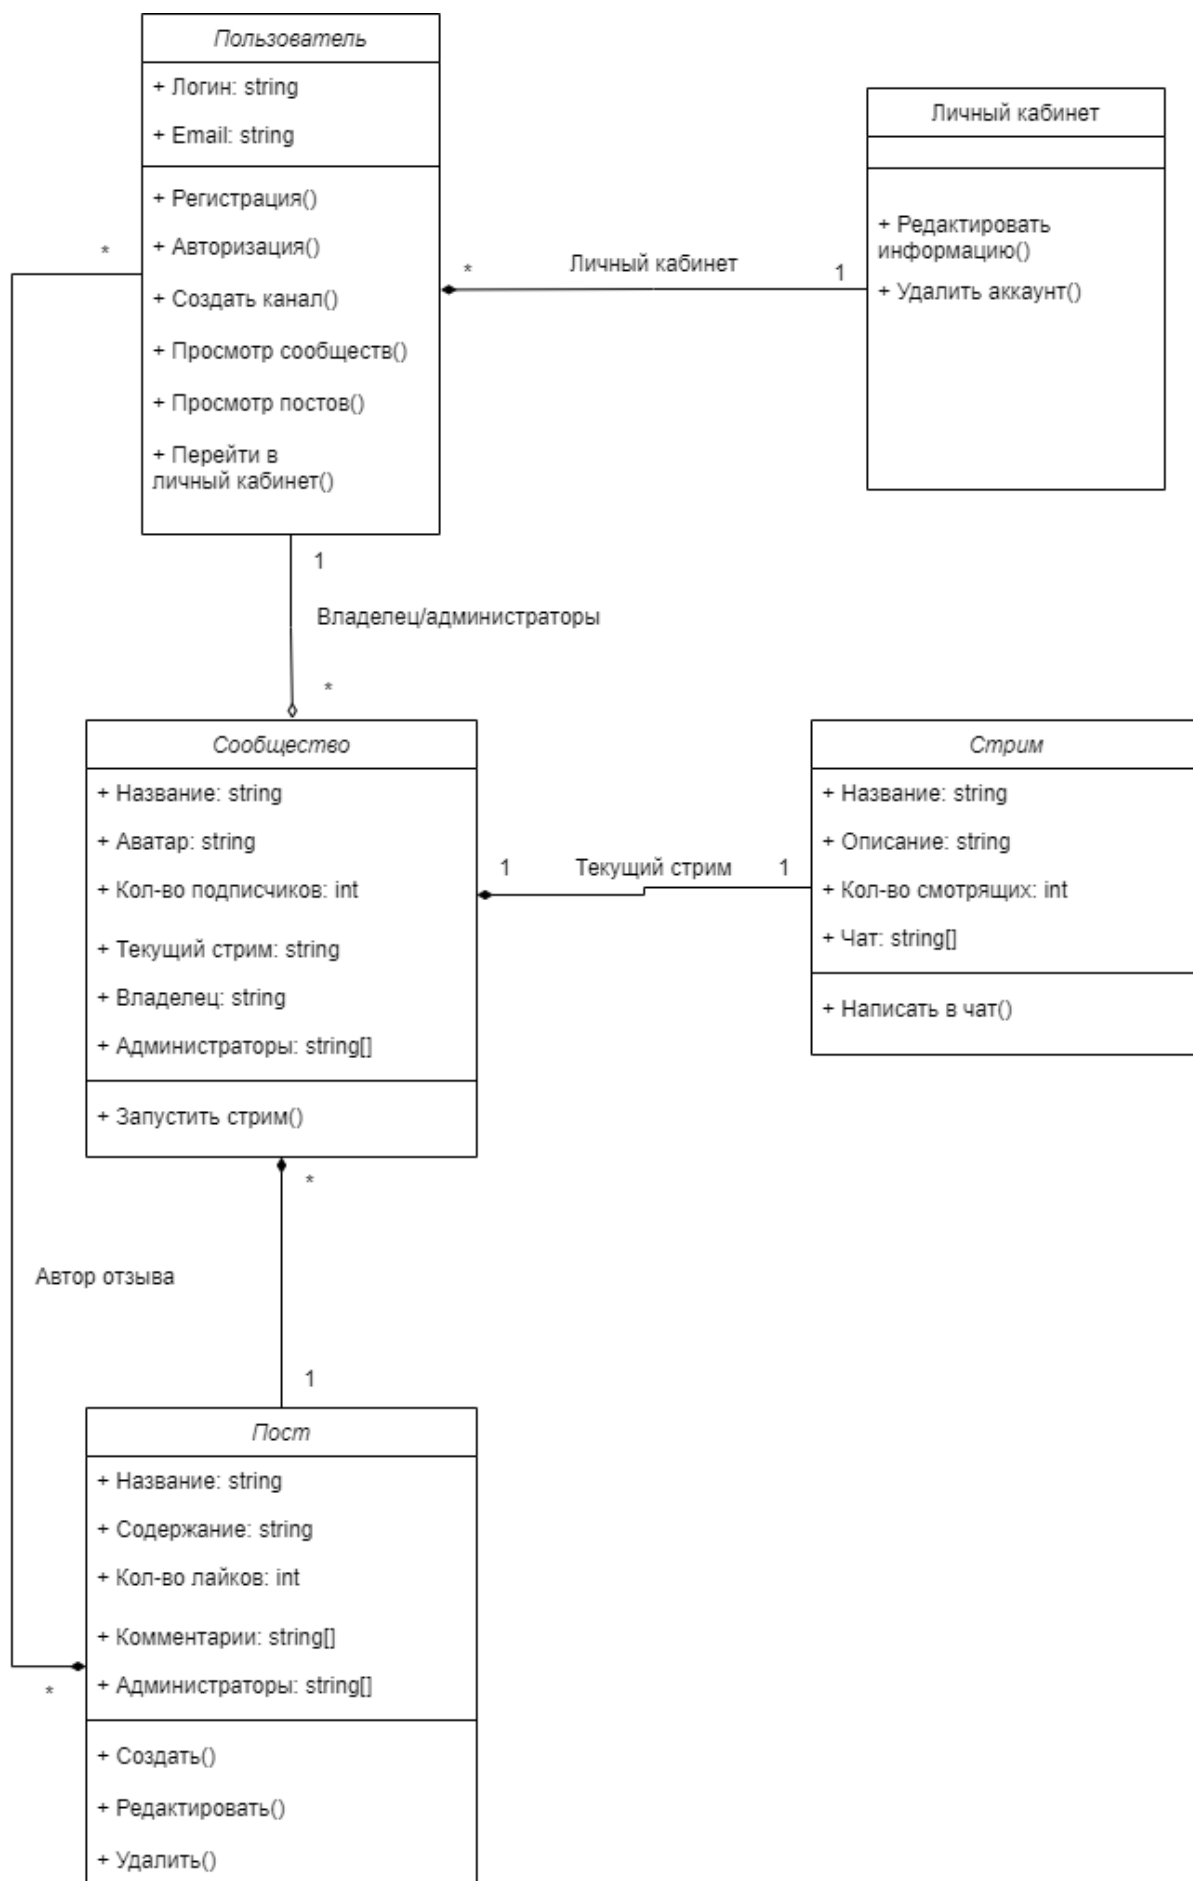 Пользователь
+ Логин: string
+ Email: string
+ Регистрация()
+ Авторизация()
+ Создать канал()
+ Просмотр сообществ()
+ Просмотр постов()
+ Перейти в
личный кабинет()
*
*
Личный кабинет
1
Личный кабинет
+ Редактировать
информацию()
+ Удалить аккаунт()
1
Владелец/администраторы
*
Сообщество
+ Название: string
+ Аватар: string
+ Кол-во подписчиков: int
+ Текущий стрим: string
+ Владелец: string
+ Администраторы: string[]
+ Запустить стрим()
1
Текущий стрим
1
Стрим
+ Название: string
+ Описание: string
+ Кол-во смотрящих: int
+ Чат: string[]
+ Написать в чат()
*
Автор отзыва
1
Пост
+ Название: string
+ Содержание: string
+ Кол-во лайков: int
+ Комментарии: string[]
+ Администраторы: string[]
*
+ Создать()
+ Редактировать()
+ Удалить()